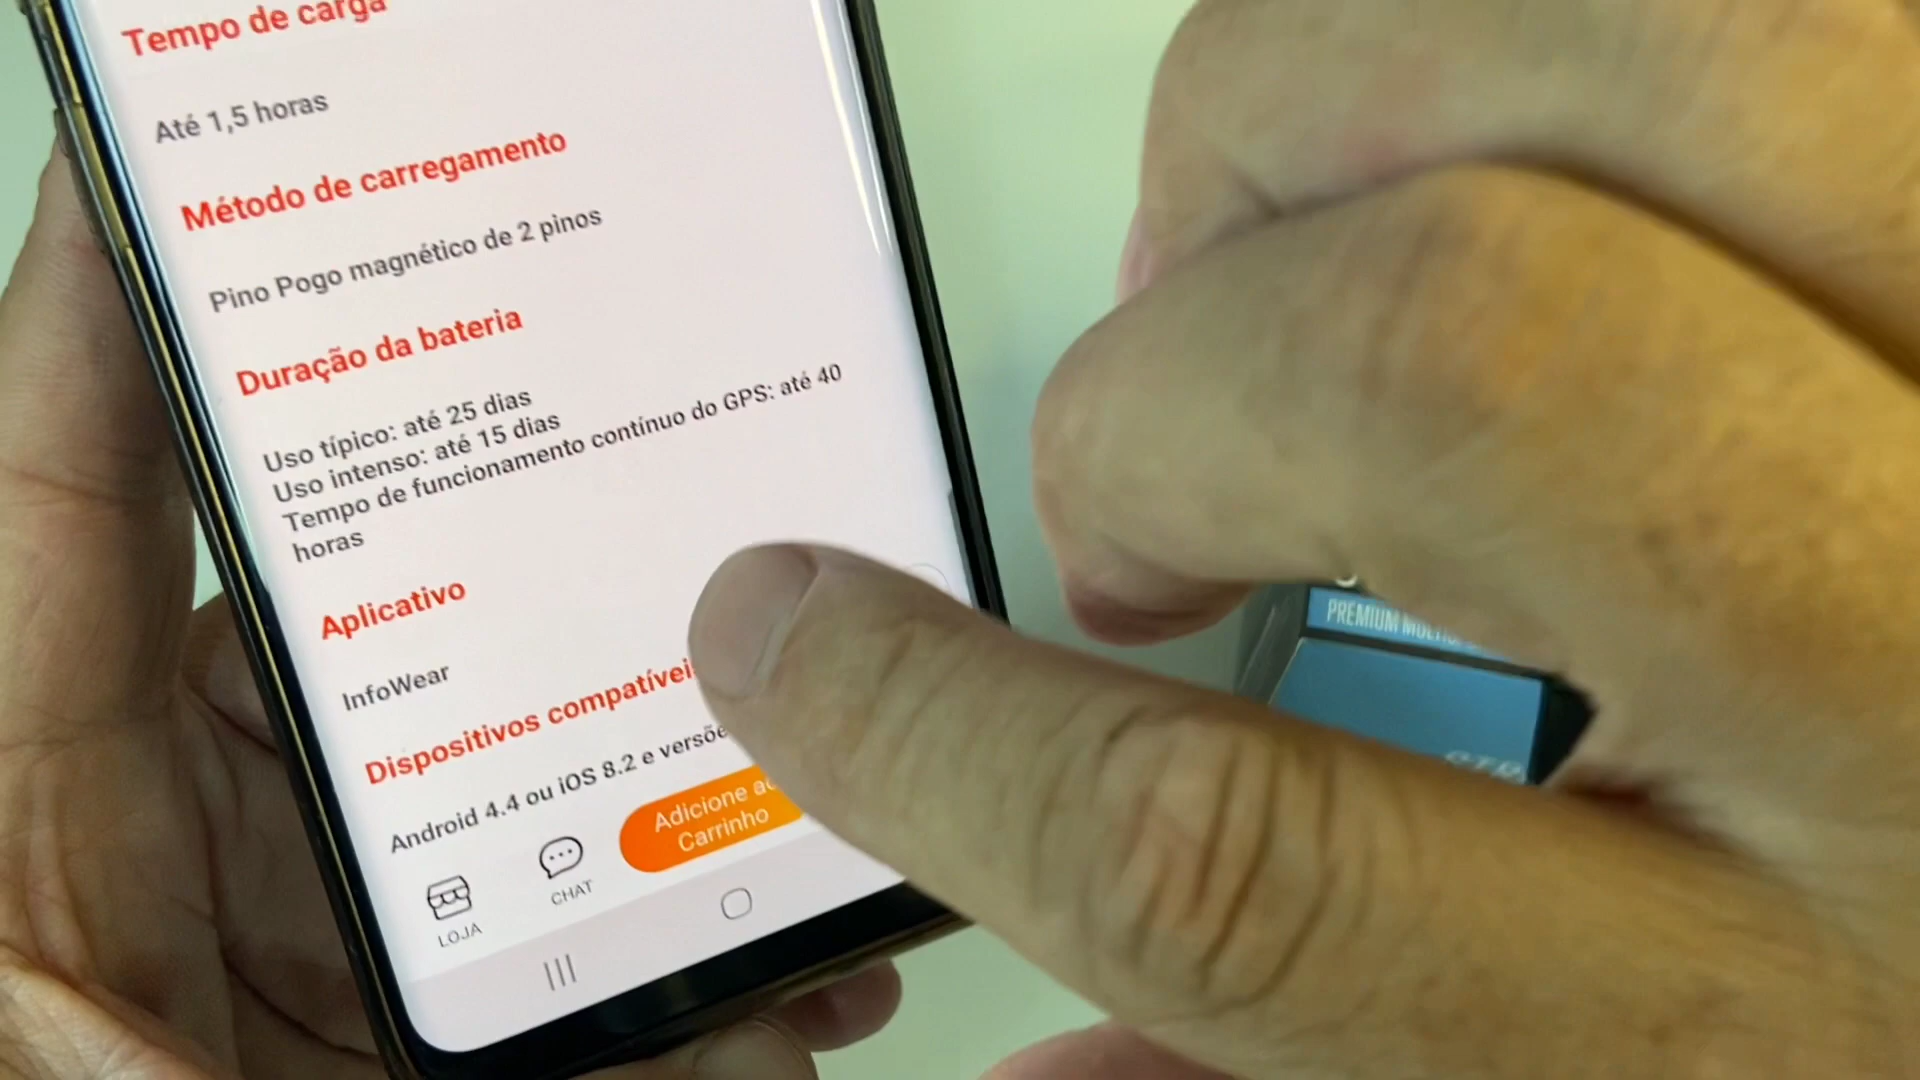 Tempo de carga
Até 1,5 horas
Método de carregamento
Pino Pogo magnético de 2 pinos
Duração da bateria
Uso típico: até 25 dias
Uso intenso: até 15 dias
Tempo de funcionamento contínuo do GPS: até 40
horas
Aplicativo
InfoWear
Dispositivos compatíveis
Android 4.4 ou iOS 8.2 e versõe
Adicione ao
Carrinho
CHAT
LOJA
PREMIUM